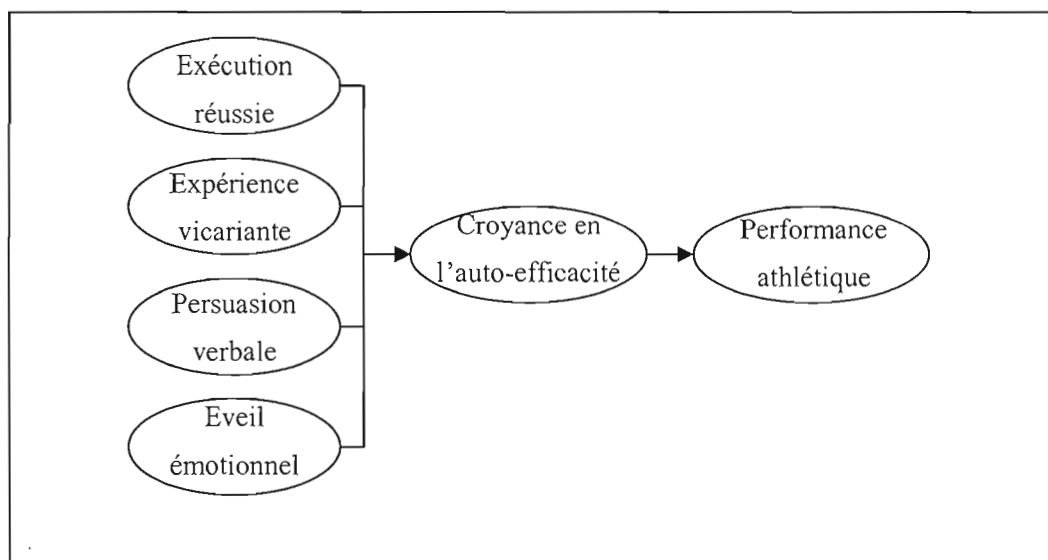 Exécution
réussie
Expérience
vicariante
Persuasion
verbale
Eveil
émotionnel
Croyance en
l'auto-efficacité
Performance
athlétique